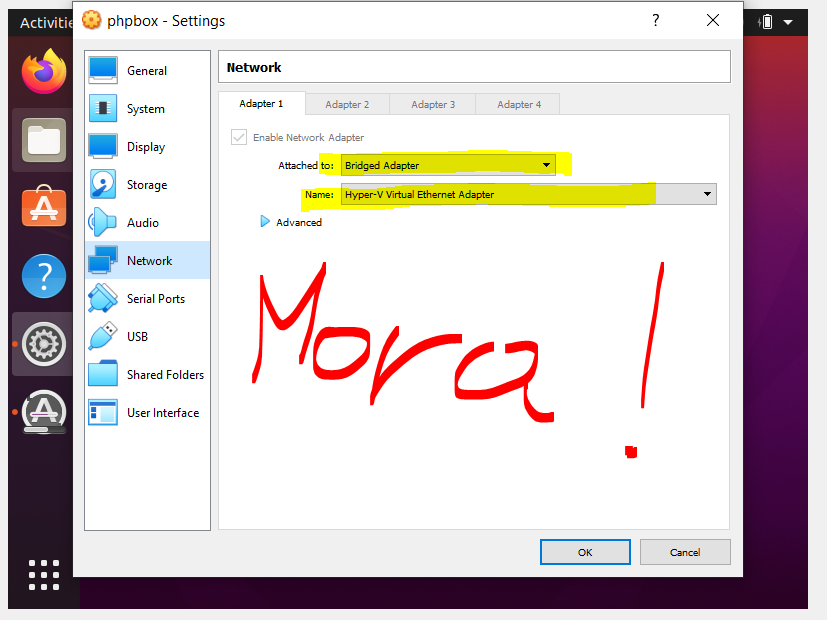 Activitie
phpbox - Settings
?
General
System
Display
Storage
Audio
Network
Serial Ports
USB
Shared Folders
User Interface
Network
Adapter 1
Adapter 2
Adapter 3
Adapter 4
Enable Network Adapter
Attached to: Bridged Adapter
Name: Hyper-V Virtual Ethernet Adapter
Advanced
Mora !
OK
Cancel